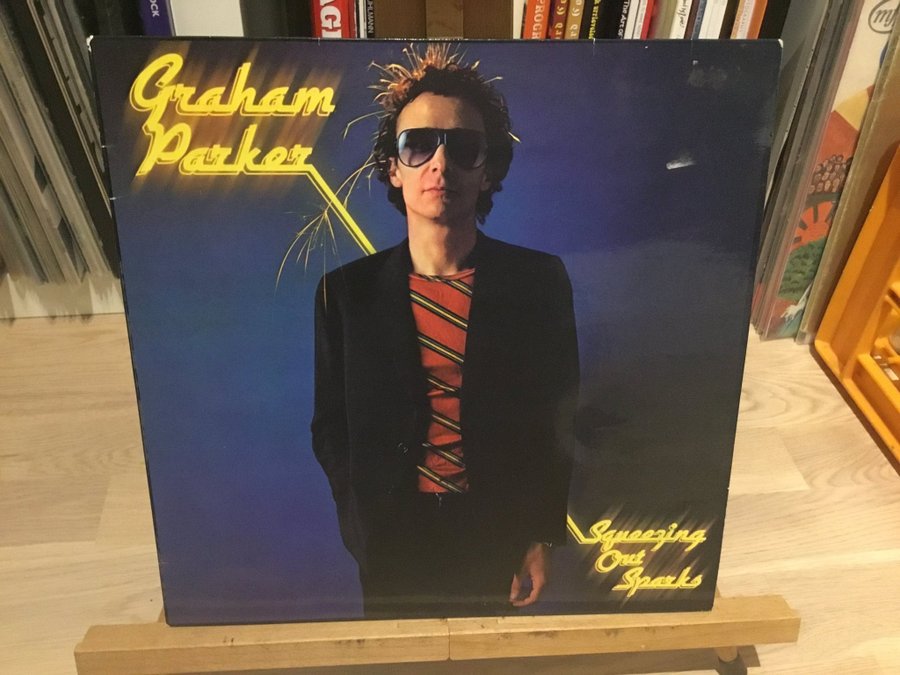 Graham
Parker
Squeezing
Out
Sparks